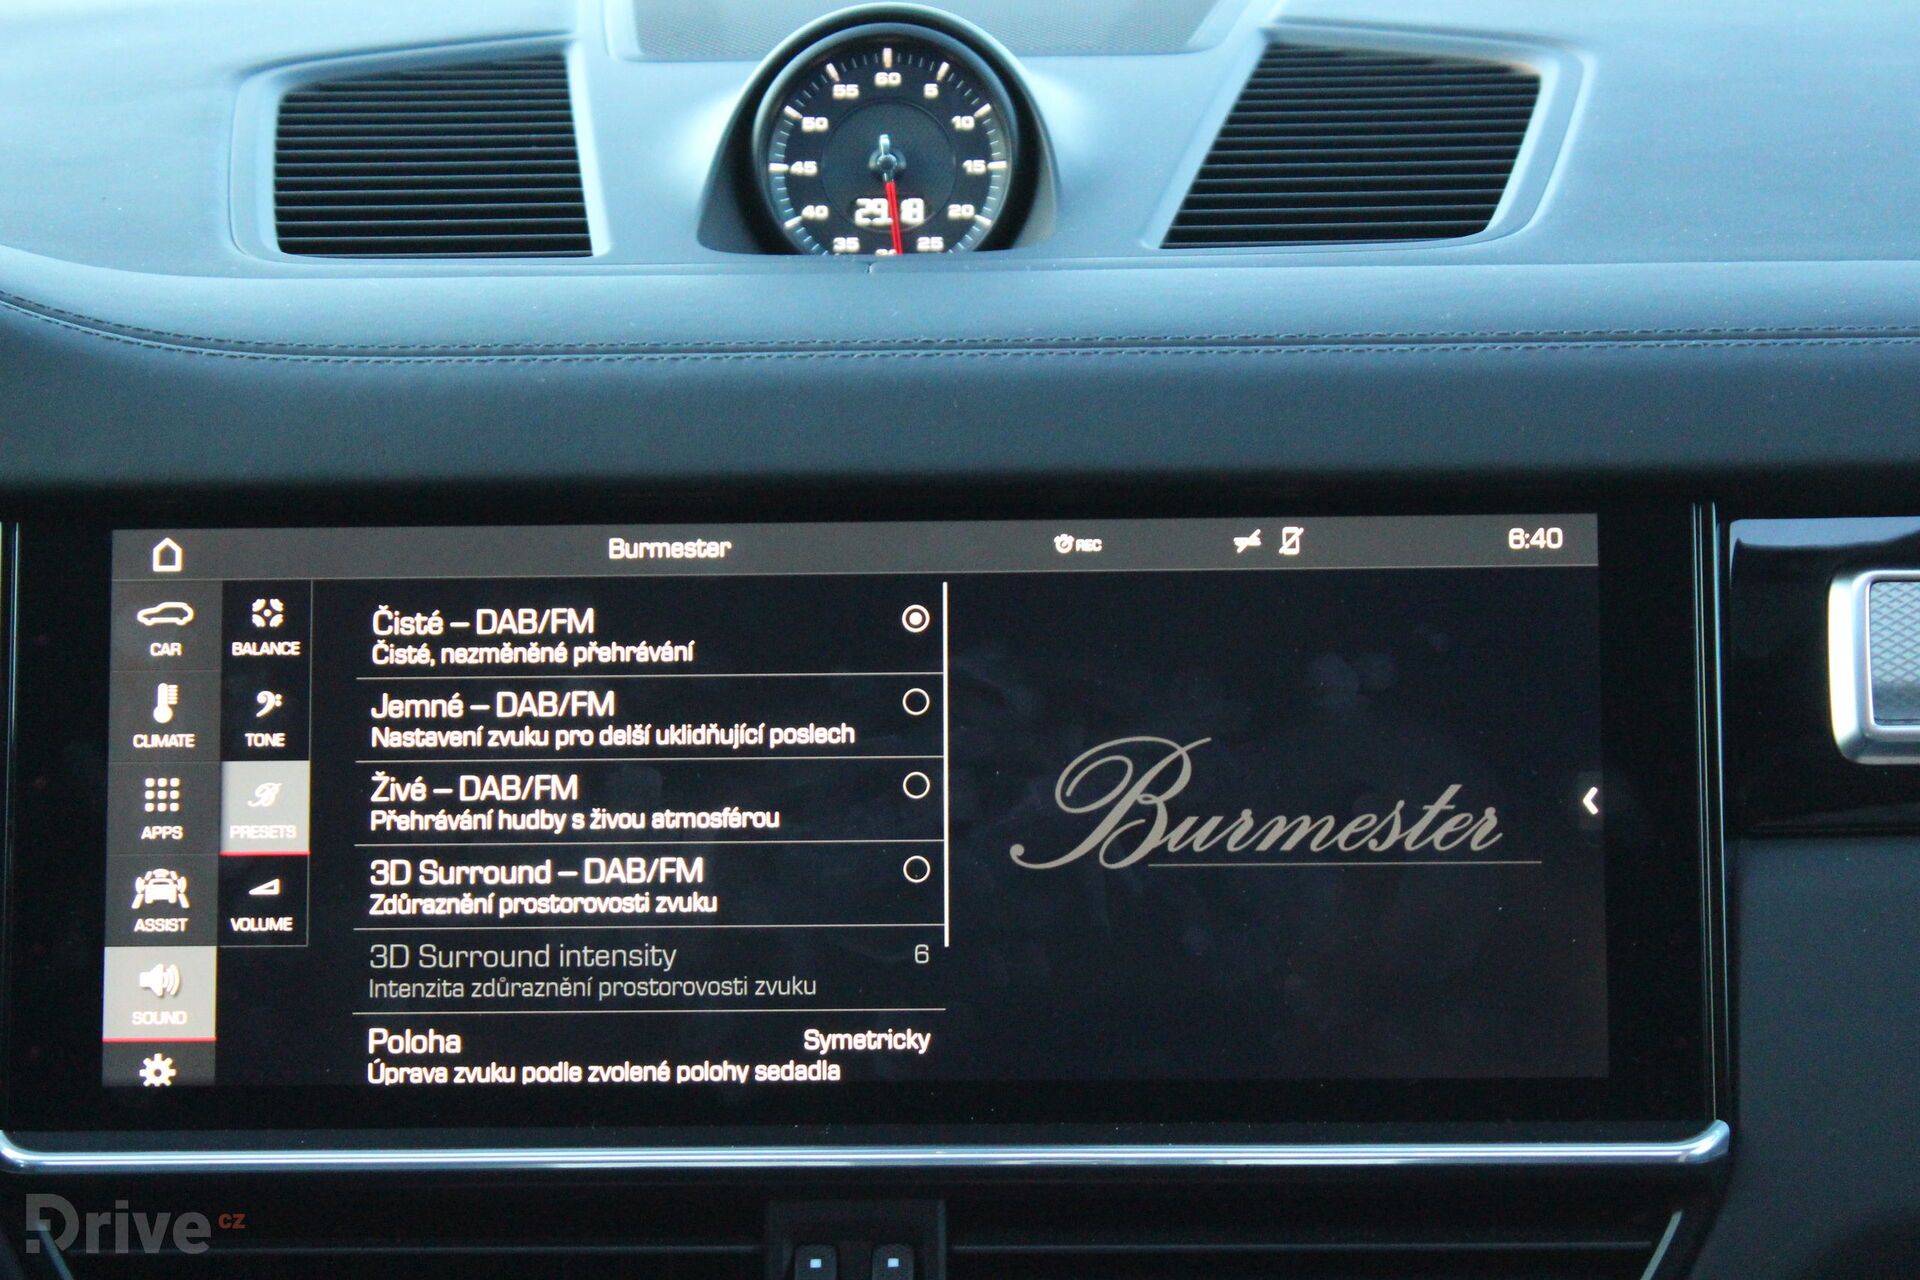 60
55
5
50
10
45
15
40
20
35
25
Burmester
REC
6:40
CAR
BALANCE
Čisté – DAB/FM
Čisté, nezměněné přehrávání
CLIMATE
TONE
Jemné – DAB/FM
Nastavení zvuku pro delší uklidňující poslech
APPS
PRESETS
Živé – DAB/FM
Přehrávání hudby s živou atmosférou
Burmester
ASSIST
VOLUME
3D Surround – DAB/FM
Zdůraznění prostorovosti zvuku
3D Surround intensity 6
Intenzita zdůraznění prostorovosti zvuku
SOUND
Poloha Symetricky
Úprava zvuku podle zvolené polohy sedadla
Drive cz